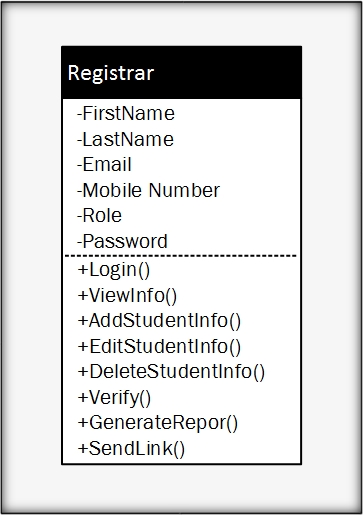 Registrar
-FirstName
-LastName
-Email
-Mobile Number
-Role
-Password
+Login()
+ViewInfo()
+AddStudentInfo()
+EditStudentInfo()
+DeleteStudentInfo()
+Verify()
+GenerateRepor()
+SendLink()